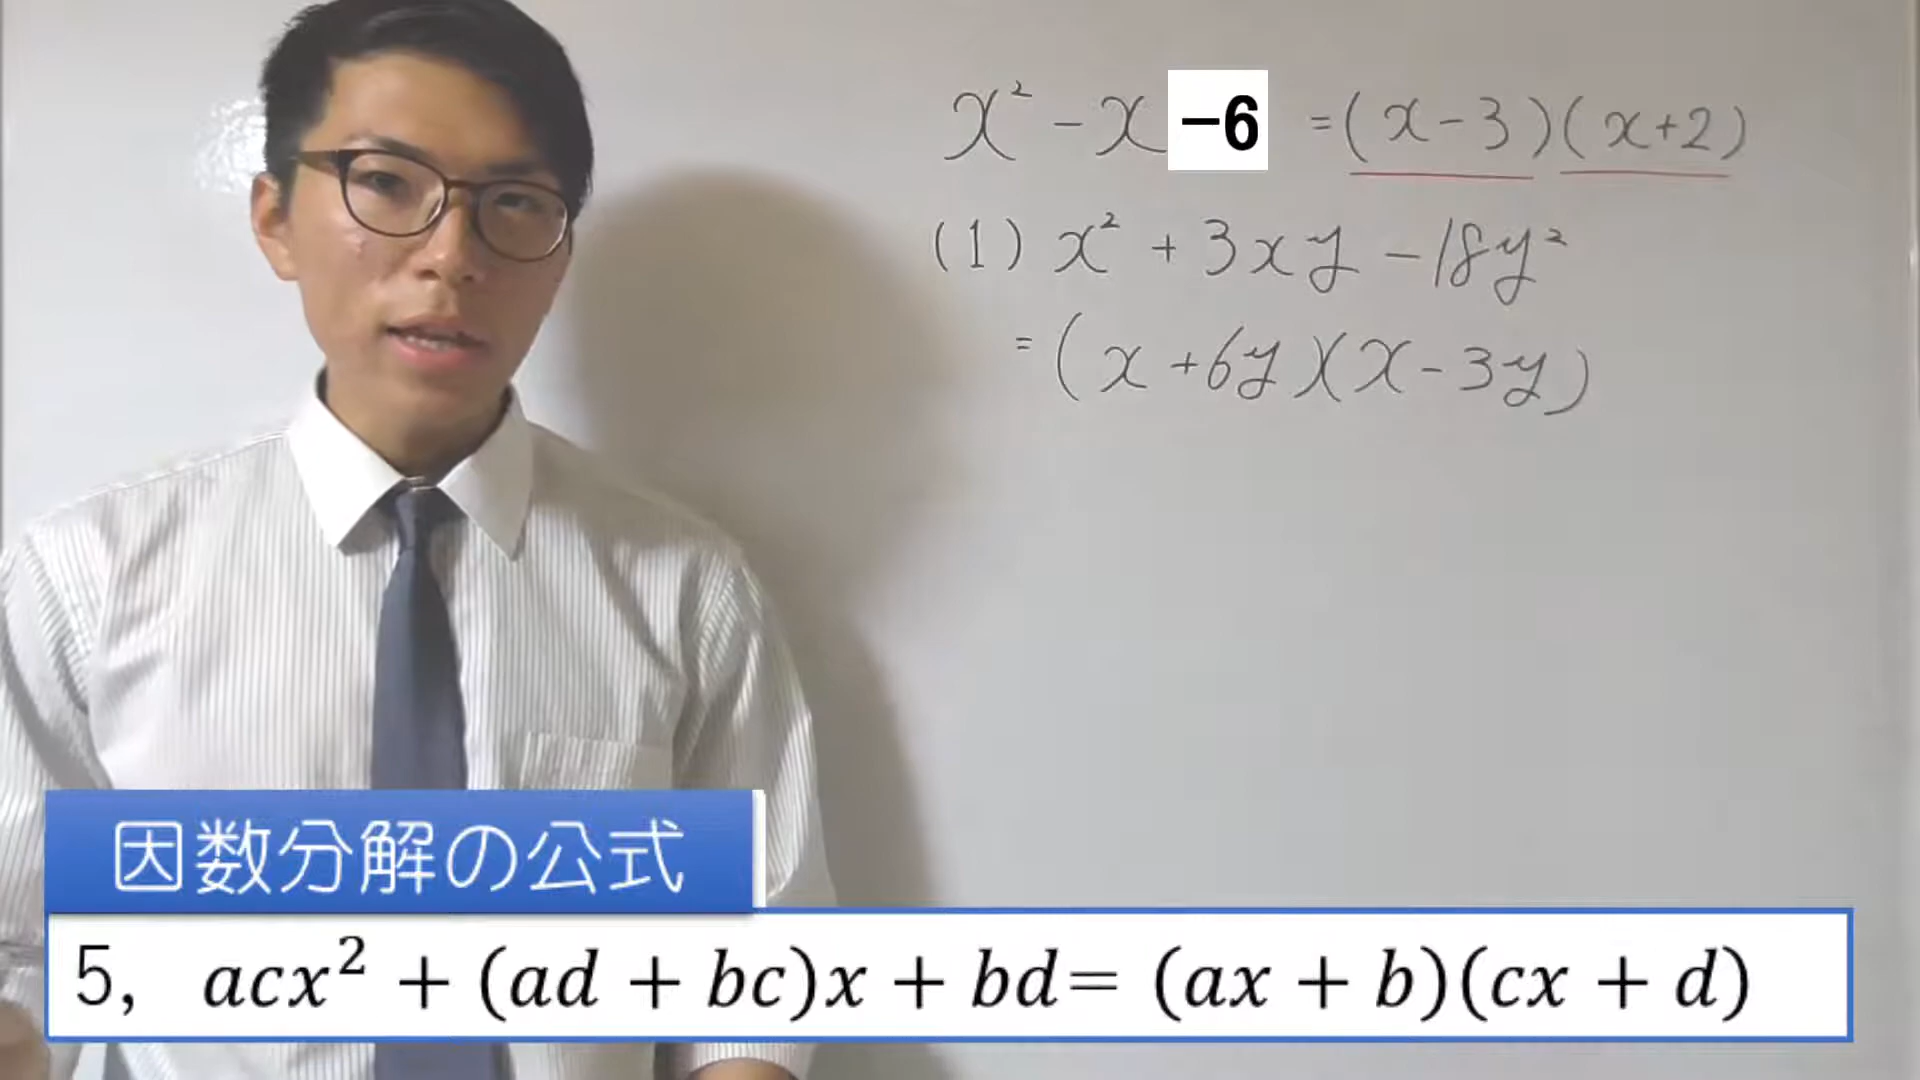 x² - x -6 = (x-3)(x+2)
(1) x² + 3xy - 18y²
= (x+6y)(x-3y)
因数分解の公式
5, acx² + (ad + bc)x + bd= (ax + b)(cx + d)